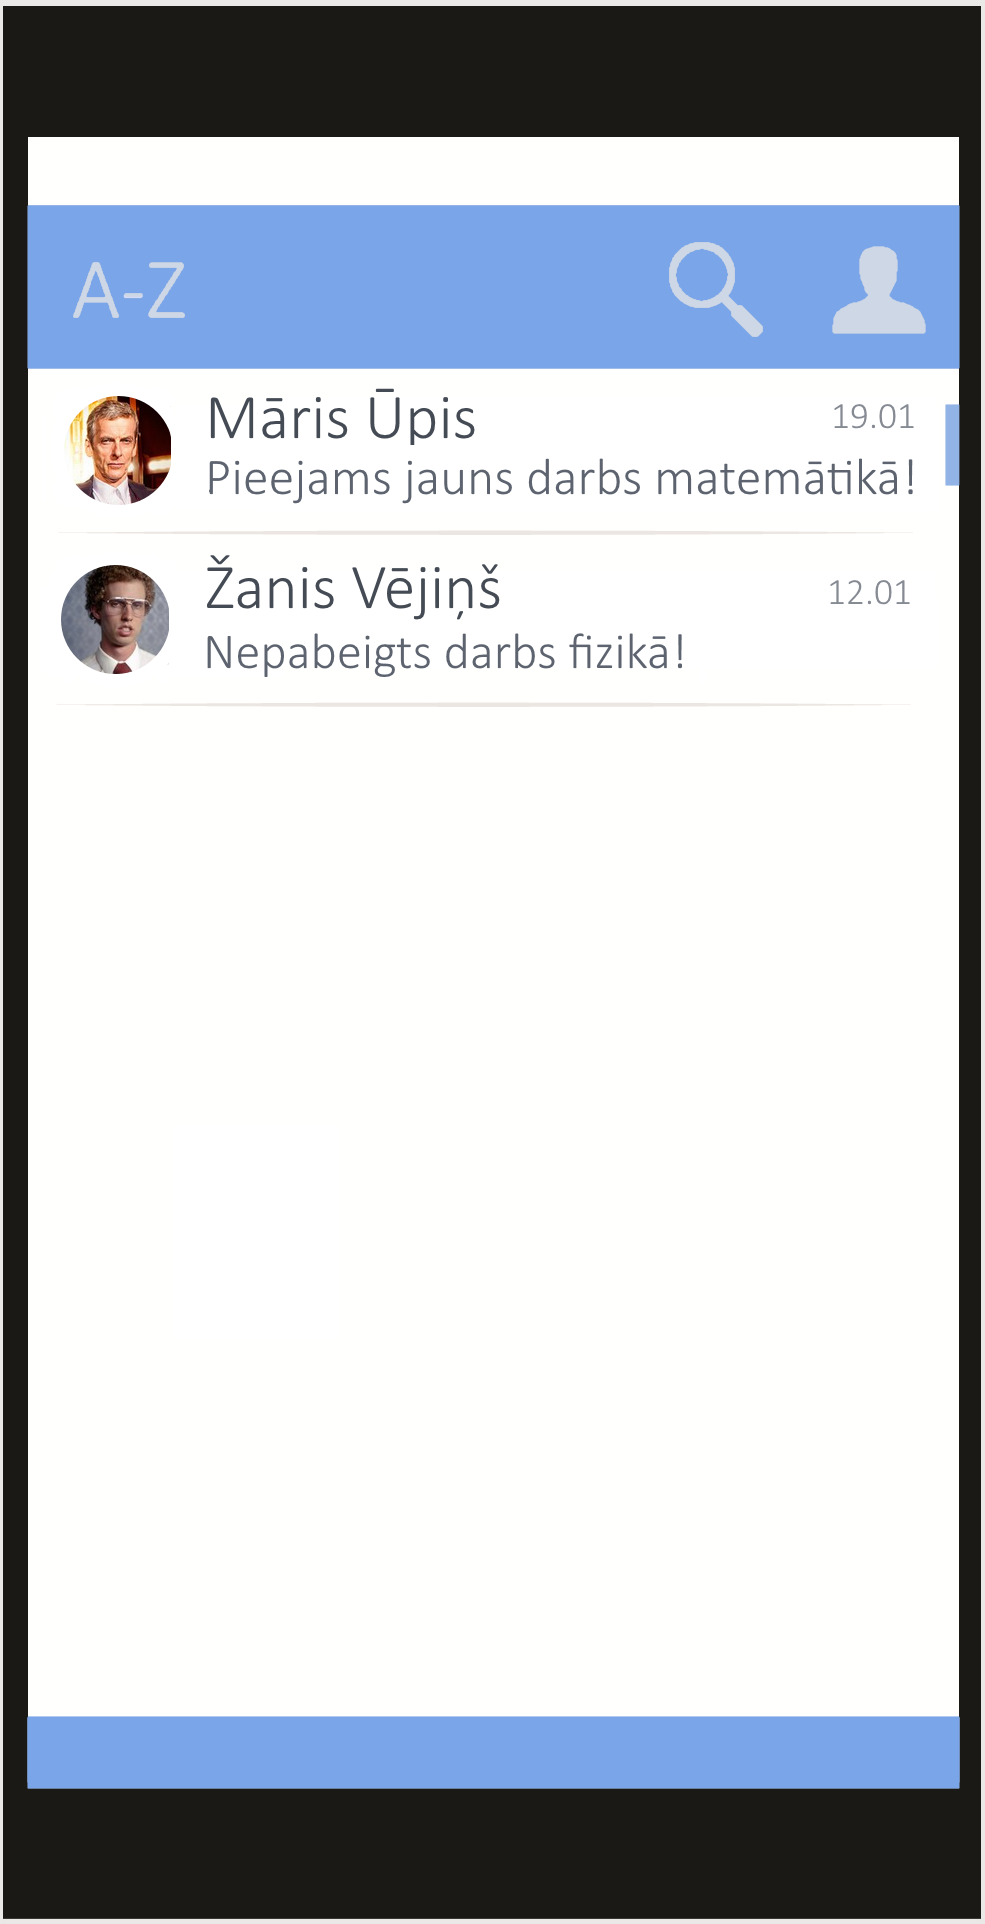 A-Z
Māris Ūpis
19.01
Pieejams jauns darbs matemātikā!
Žanis Vējiņš
12.01
Nepabeigts darbs fizikā!